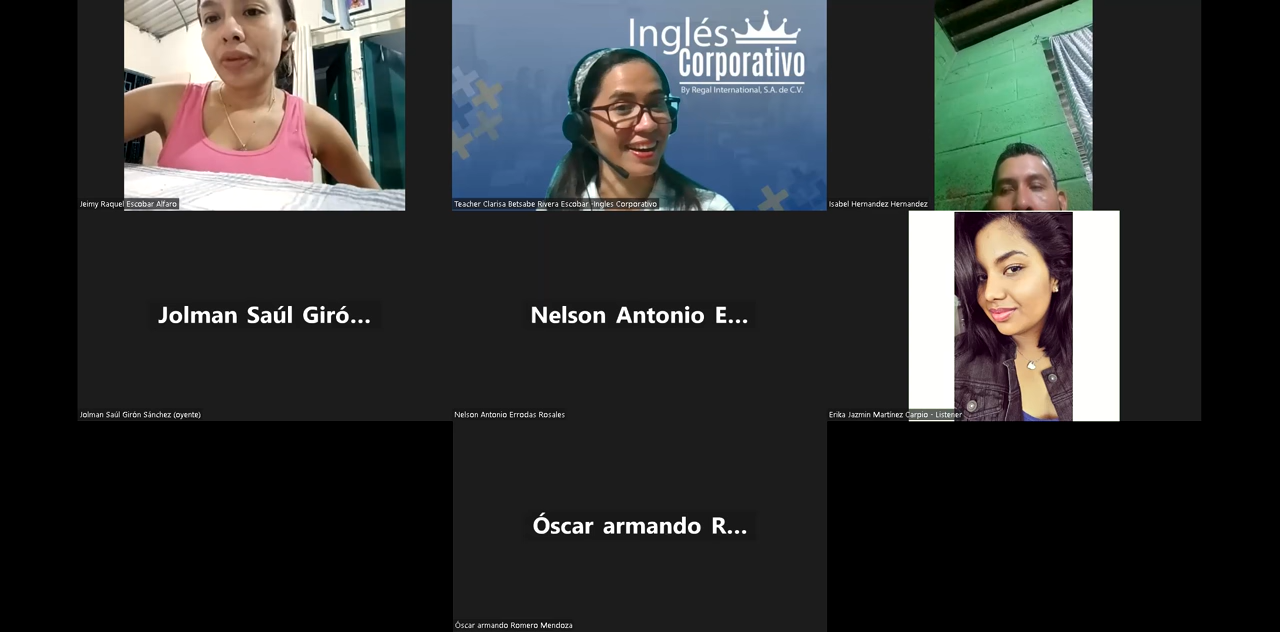 Inglés
Corporativo
By Regal International, S.A. de C.V.
Jeimy Raquel Escobar Alfaro
Teacher Clarisa Betsabe Rivera Escobar -Ingles Corporativo
Isabel Hernandez Hernandez
Jolman Saúl Giró...
Nelson Antonio E...
Jolman Saúl Girón Sánchez (oyente)
Nelson Antonio Errodas Rosales
Erika Jazmin Martínez Carpio - Listener
Óscar armando R...
Óscar armando Romero Mendoza